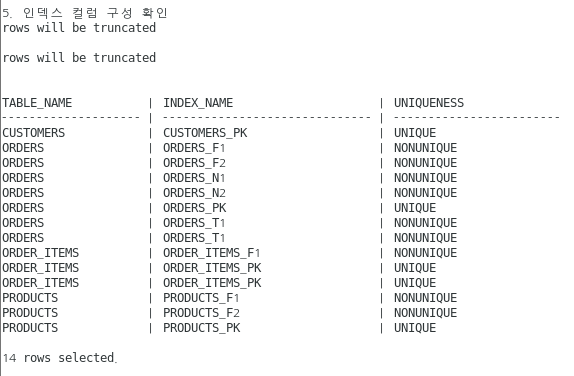 5. 인덱스 컬럼 구성 확인
rows will be truncated
rows will be truncated
TABLE_NAME | INDEX_NAME | UNIQUENESS
-------------------- | ------------------------------ | ------------------------
CUSTOMERS | CUSTOMERS_PK | UNIQUE
ORDERS | ORDERS_F1 | NONUNIQUE
ORDERS | ORDERS_F2 | NONUNIQUE
ORDERS | ORDERS_N1 | NONUNIQUE
ORDERS | ORDERS_N2 | NONUNIQUE
ORDERS | ORDERS_PK | UNIQUE
ORDERS | ORDERS_T1 | NONUNIQUE
ORDERS | ORDERS_T1 | NONUNIQUE
ORDER_ITEMS | ORDER_ITEMS_F1 | NONUNIQUE
ORDER_ITEMS | ORDER_ITEMS_PK | UNIQUE
ORDER_ITEMS | ORDER_ITEMS_PK | UNIQUE
PRODUCTS | PRODUCTS_F1 | NONUNIQUE
PRODUCTS | PRODUCTS_F2 | NONUNIQUE
PRODUCTS | PRODUCTS_PK | UNIQUE
14 rows selected.